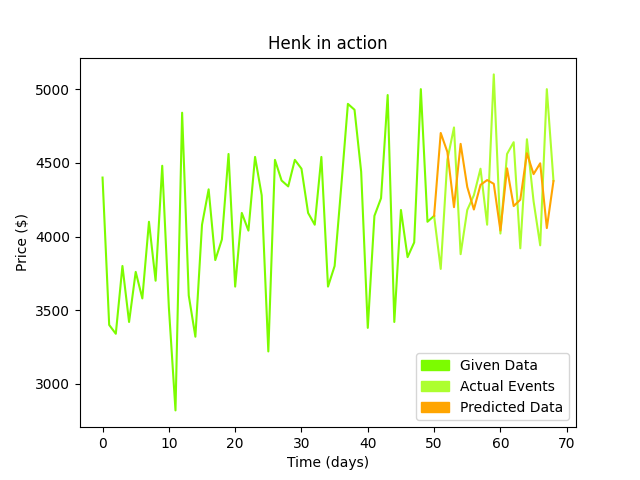 Henk in action
Price ($)
5000
4500
4000
3500
3000
0 10 20 30 40 50 60 70
Time (days)
Given Data
Actual Events
Predicted Data